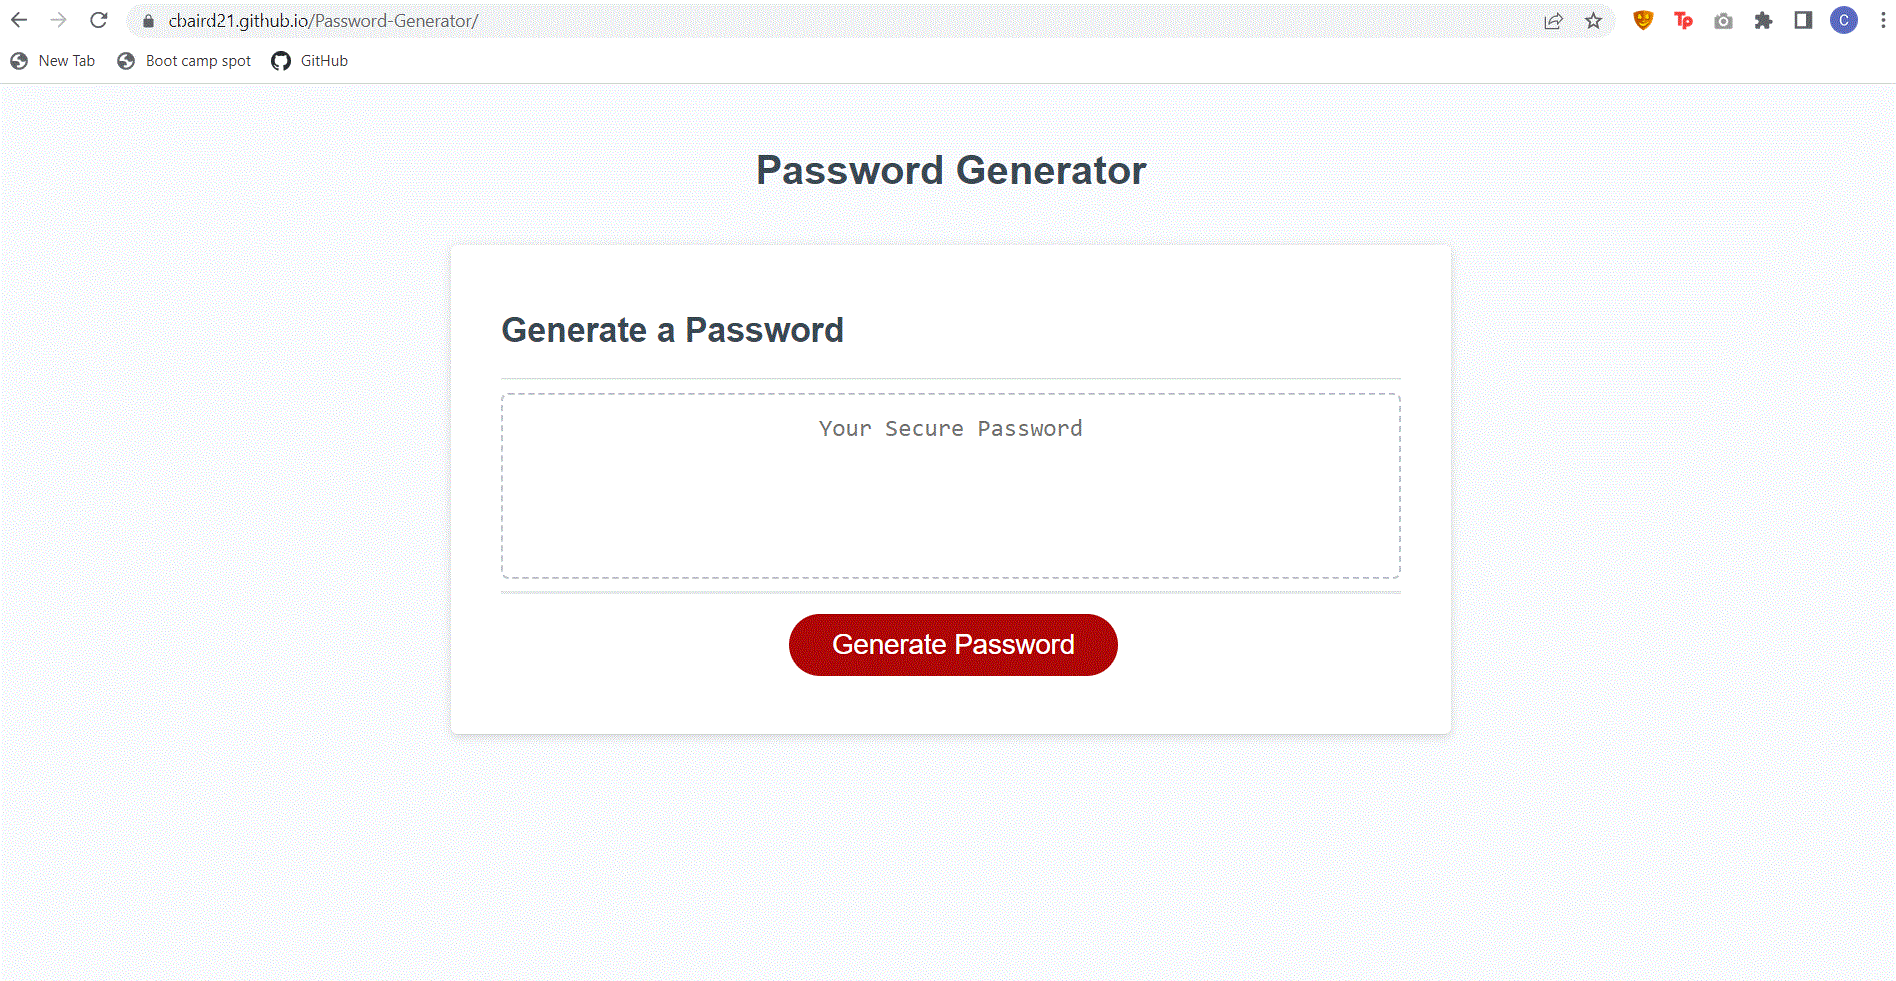 cbaird21.github.io/Password-Generator/
Tp
C
New Tab
Boot camp spot
GitHub
Password Generator
Generate a Password
Your Secure Password
Generate Password